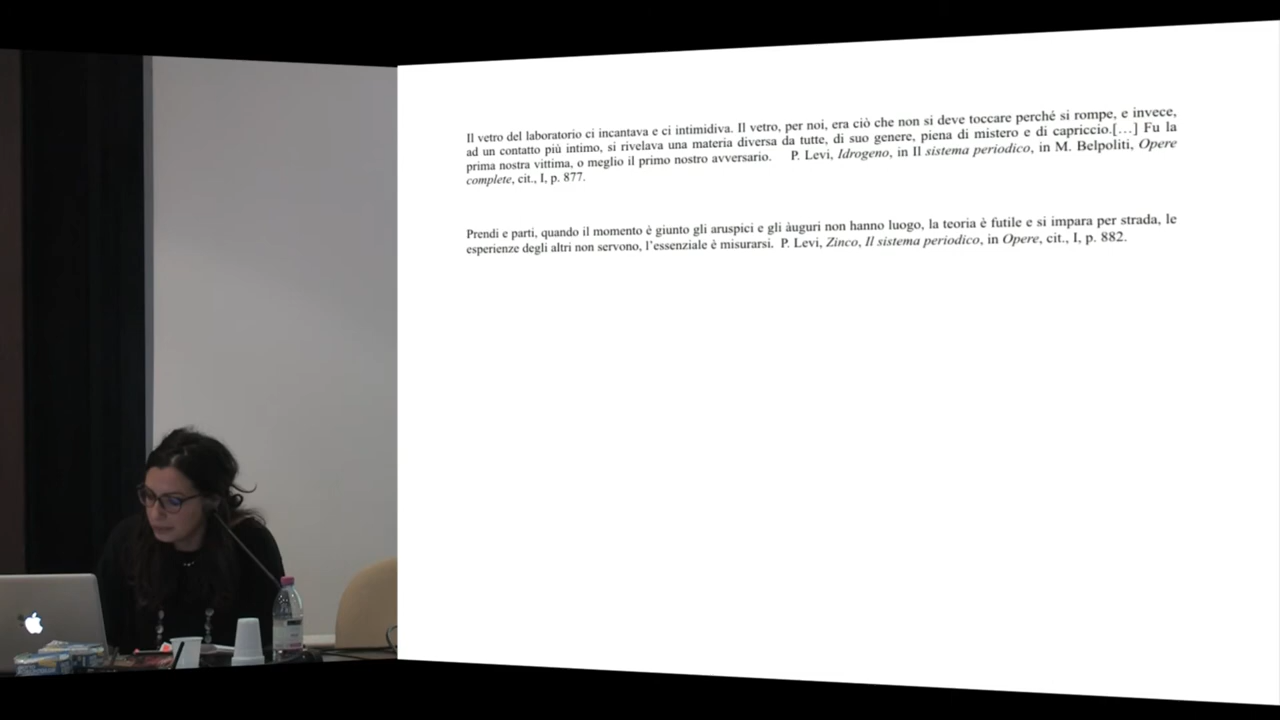 Il vetro del laboratorio ci incantava e ci intimidiva. Il vetro, per noi, era ciò che non si deve toccare perché si rompe, e invece,
ad un contatto più intimo, si rivelava una materia diversa da tutte, di suo genere, piena di mistero e di capriccio.[…] Fu la
prima nostra vittima, o meglio il primo nostro avversario. P. Levi, Idrogeno, in Il sistema periodico, in M. Belpoliti, Opere
complete, cit., I, p. 877.
Prendi e parti, quando il momento è giunto gli aruspici e gli àuguri non hanno luogo, la teoria è futile e si impara per strada, le
esperienze degli altri non servono, l’essenziale è misurarsi. P. Levi, Zinco, Il sistema periodico, in Opere, cit., I, p. 882.